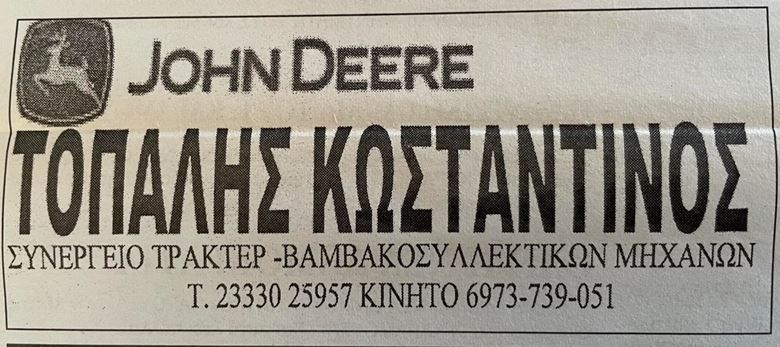 JOHN DEERE
ΤΟΠΑΛΗΣ ΚΩΣΤΑΝΤΙΝΟΣ
ΣΥΝΕΡΓΕΙΟ ΤΡΑΚΤΕΡ -ΒΑΜΒΑΚΟΣΥΛΛΕΚΤΙΚΩΝ ΜΗΧΑΝΩΝ
Τ. 23330 25957 ΚΙΝΗΤΟ 6973-739-051